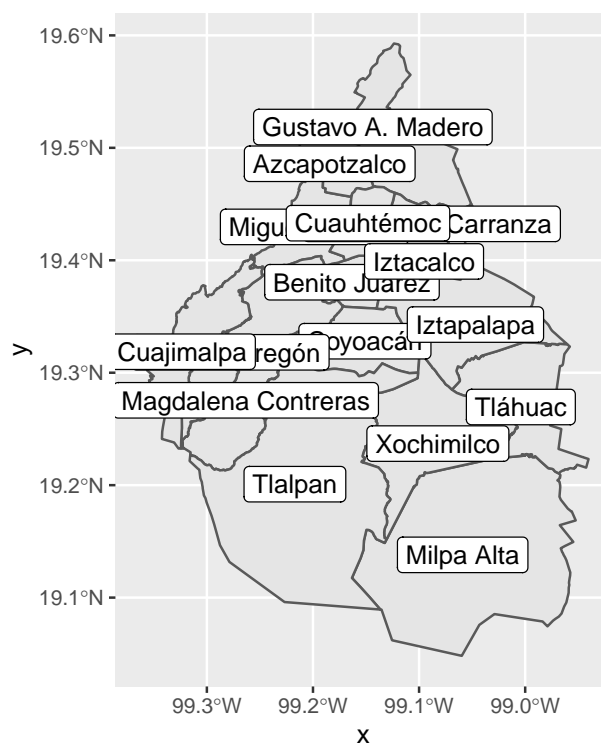 19.6°N
Gustavo A. Madero
19.5°N
Azcapotzalco
Cuauhtémoc
Carranza
19.4°N
Iztacalco
Benito Juárez
Iztapalapa
Coyoacán
Cuajimalpa
19.3°N
Magdalena Contreras
Tláhuac
Xochimilco
19.2°N
Tlalpan
Milpa Alta
19.1°N
y
99.3°W 99.2°W 99.1°W 99.0°W
x